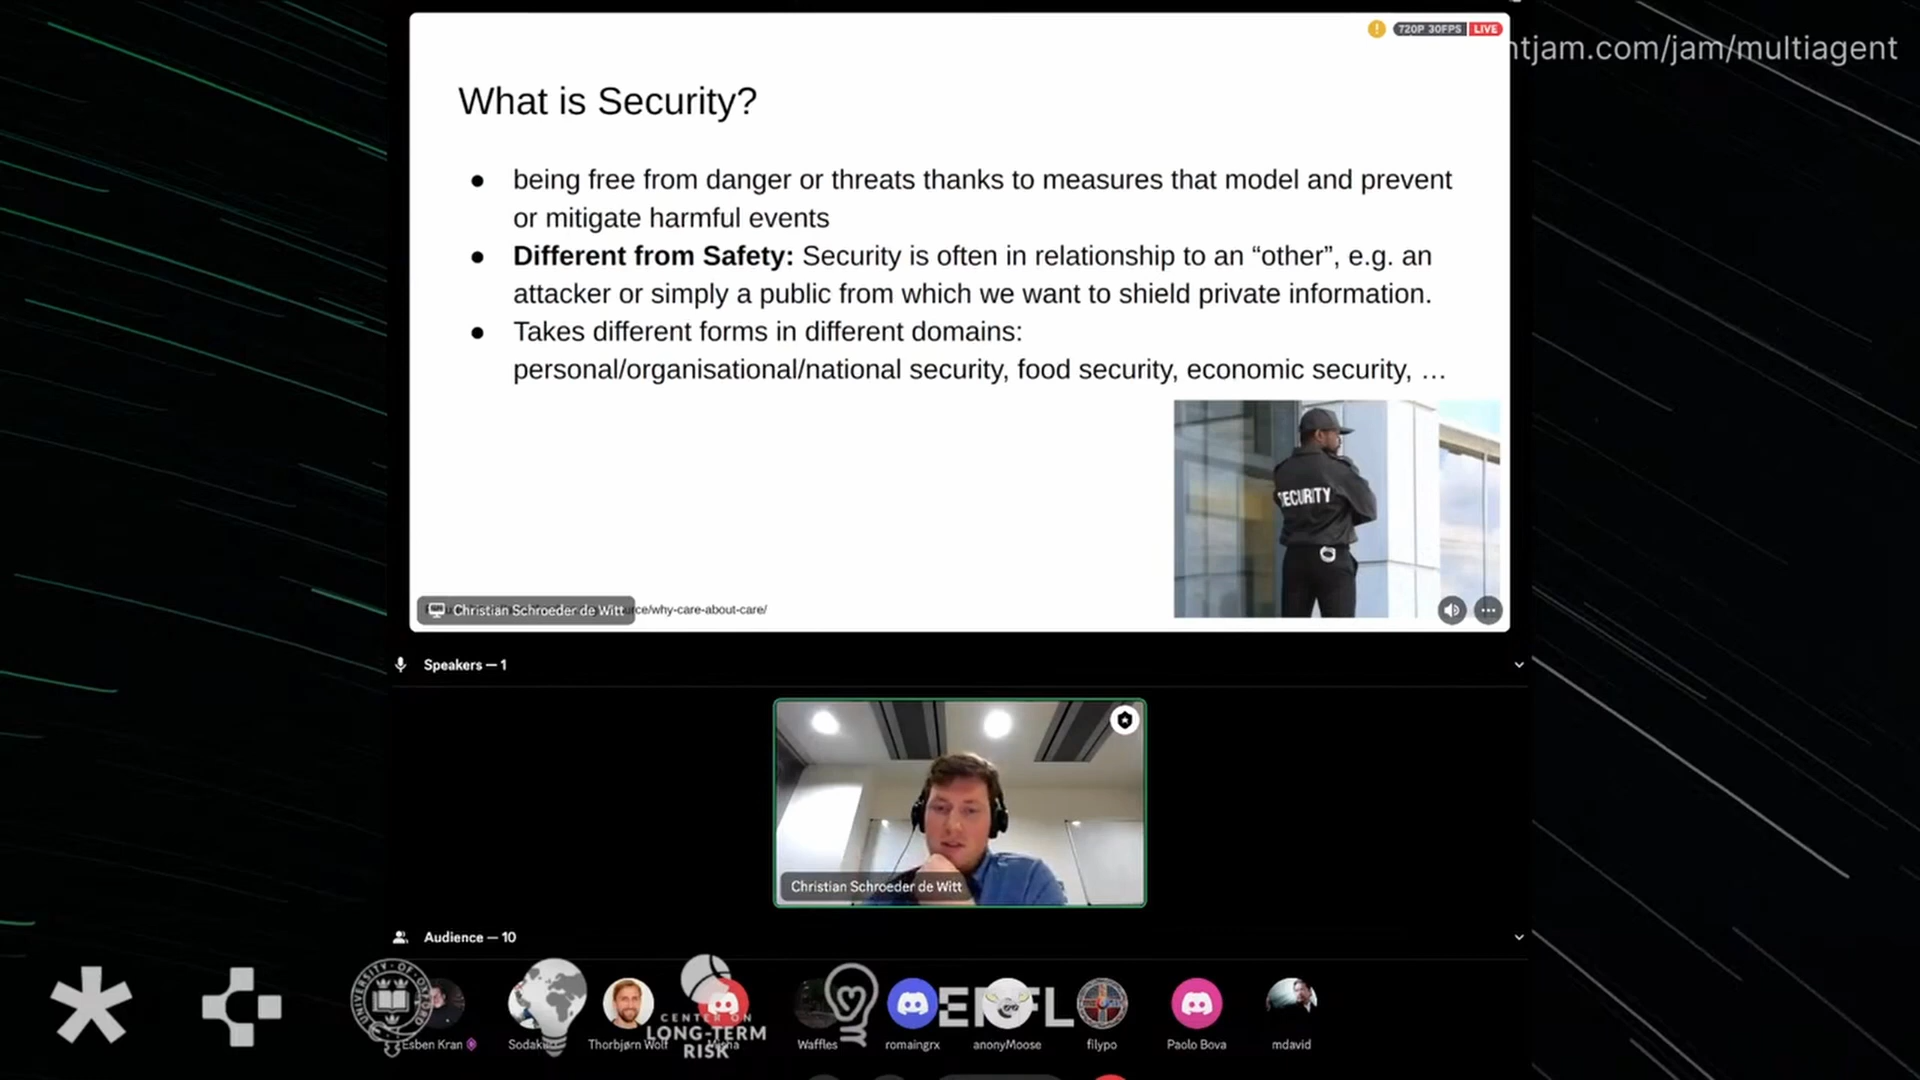 720P 30FPS LIVE
ntjam.com/jam/multiagent
What is Security?
● being free from danger or threats thanks to measures that model and prevent
or mitigate harmful events
● Different from Safety: Security is often in relationship to an “other”, e.g. an
attacker or simply a public from which we want to shield private information.
● Takes different forms in different domains:
personal/organisational/national security, food security, economic security, …
SECURITY
Christian Schroeder de Witt
rce/why-care-about-care/
Speakers — 1
Christian Schroeder de Witt
Audience — 10
UNIVERSITY OF OXFORD
CENTER ON
LONG-TERM
RISK
Esben Kran
Thorbjørn Wolf
Waffles
romaingrx
anonyMoose
filypo
Paolo Bova
mdavid